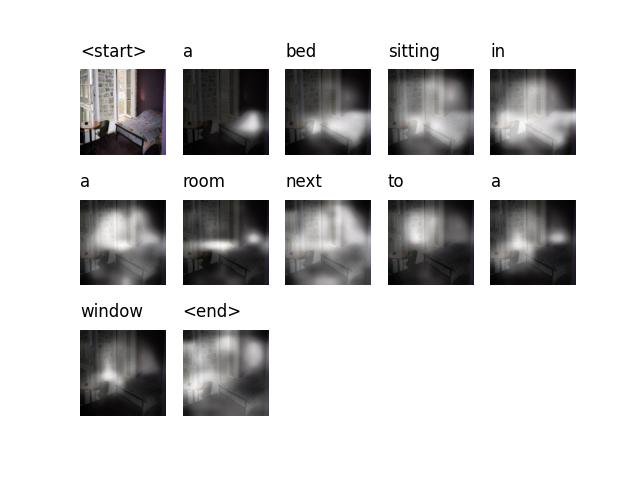 <start> a bed sitting in
a room next to a
window <end>